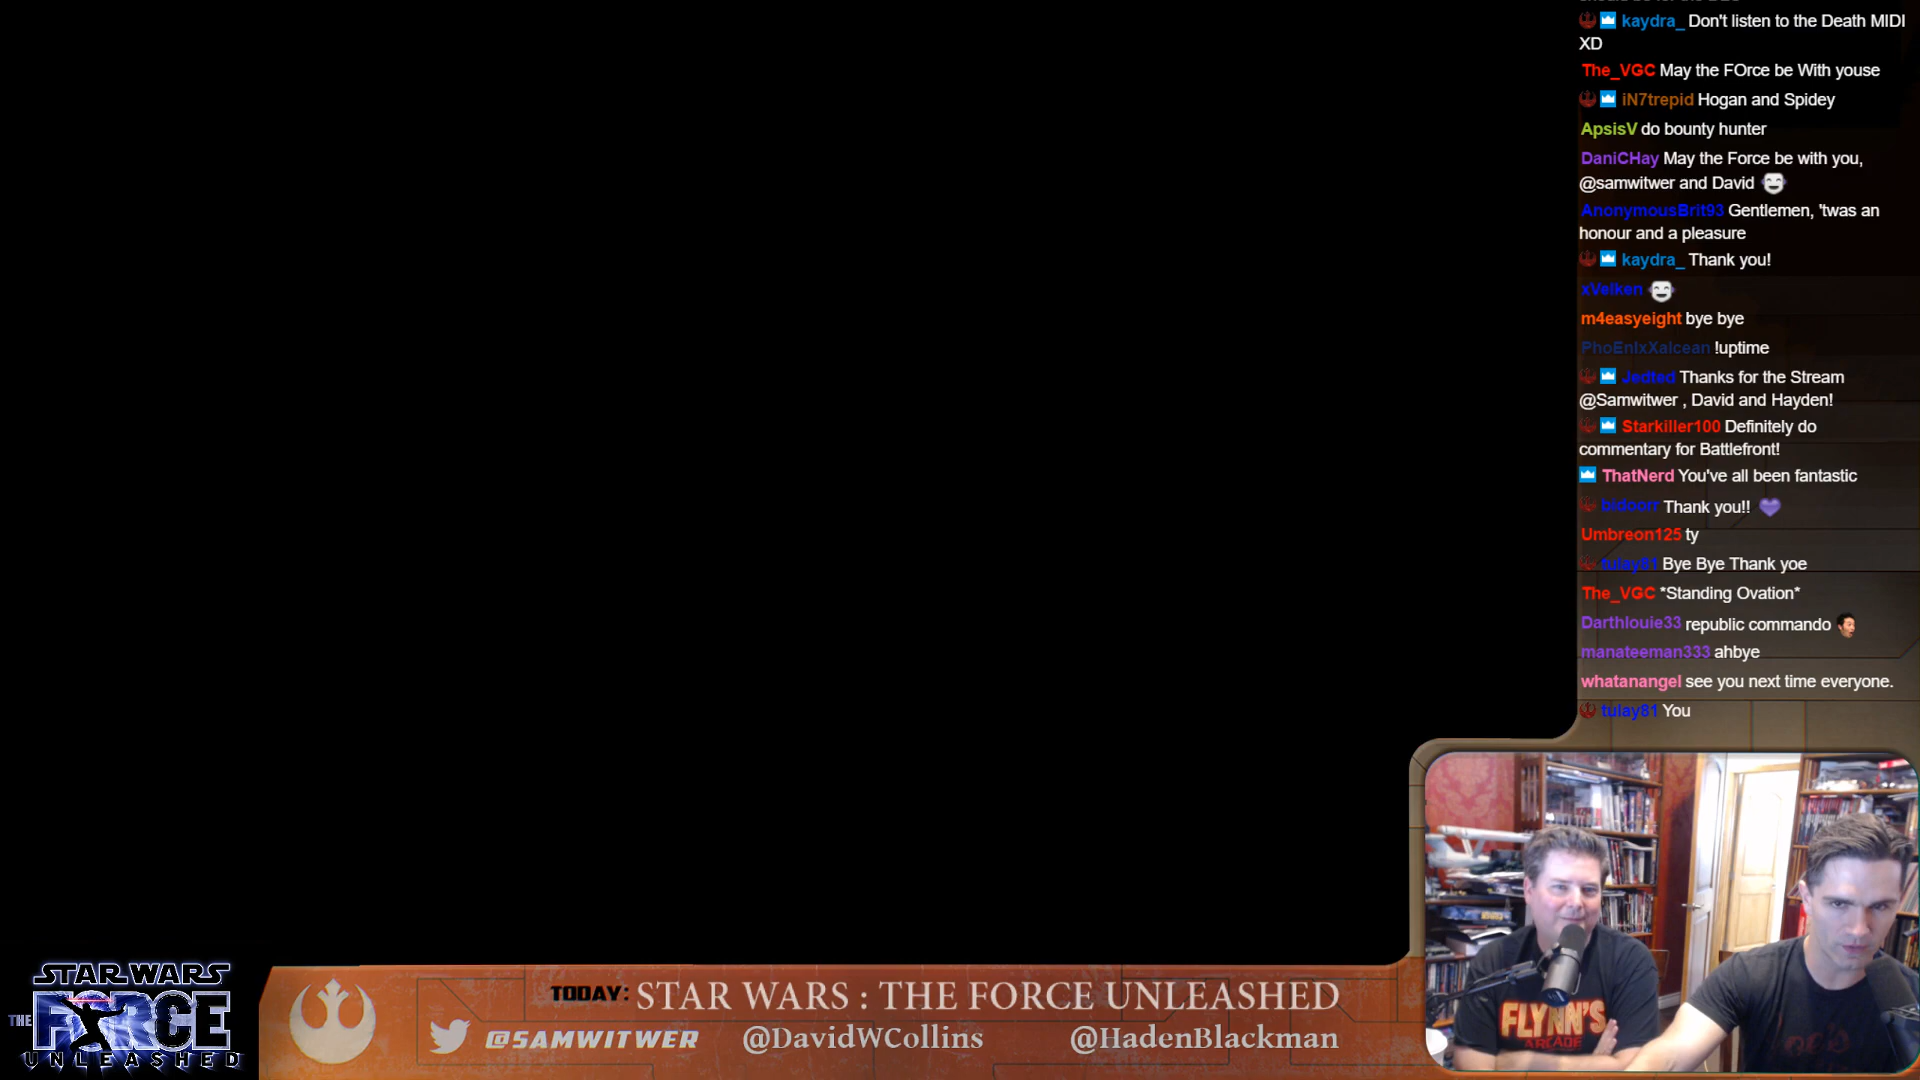 kaydra_ Don't listen to the Death MIDI
XD
The_VGC May the FOrce be With youse
iN7trepid Hogan and Spidey
ApsisV do bounty hunter
DaniCHay May the Force be with you,
@samwitwer and David
AnonymousBrit93 Gentlemen, 'twas an
honour and a pleasure
kaydra_ Thank you!
xVelken
m4easyeight bye bye
PhoEnIxXalcean !uptime
Jedted Thanks for the Stream
@Samwitwer , David and Hayden!
Starkiller100 Definitely do
commentary for Battlefront!
ThatNerd You've all been fantastic
bidoorr Thank you!!
Umbreon125 ty
tulay81 Bye Bye Thank yoe
The_VGC *Standing Ovation*
Darthlouie33 republic commando
manateeman333 ahbye
whatanangel see you next time everyone.
tulay81 You
STAR WARS
THE FORCE
UNLEASHED
TODAY: STAR WARS : THE FORCE UNLEASHED
@SAMWITWER @DavidWCollins @HadenBlackman
FLYNN'S
ARCADE